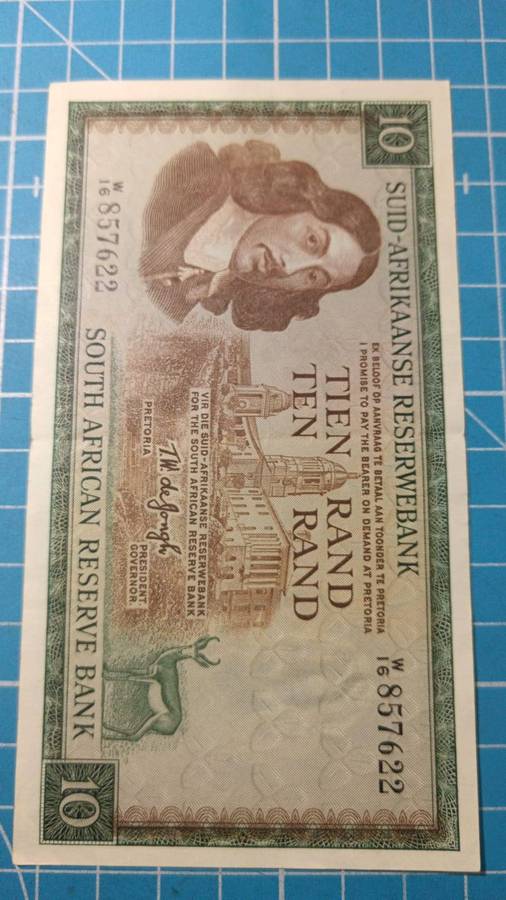 10
SUID-AFRIKAANSE RESERWEBANK
EK BELOOF OP AANVRAAG TE BETAAL AAN TOONDER TE PRETORIA
I PROMISE TO PAY THE BEARER ON DEMAND AT PRETORIA
W
16 857622
TIEN RAND
TEN RAND
VIR DIE SUID-AFRIKAANSE RESERWEBANK
FOR THE SOUTH AFRICAN RESERVE BANK
T.W. de Jongh
PRETORIA
PRESIDENT.
GOVERNOR.
W
16 857622
SOUTH AFRICAN RESERVE BANK
10